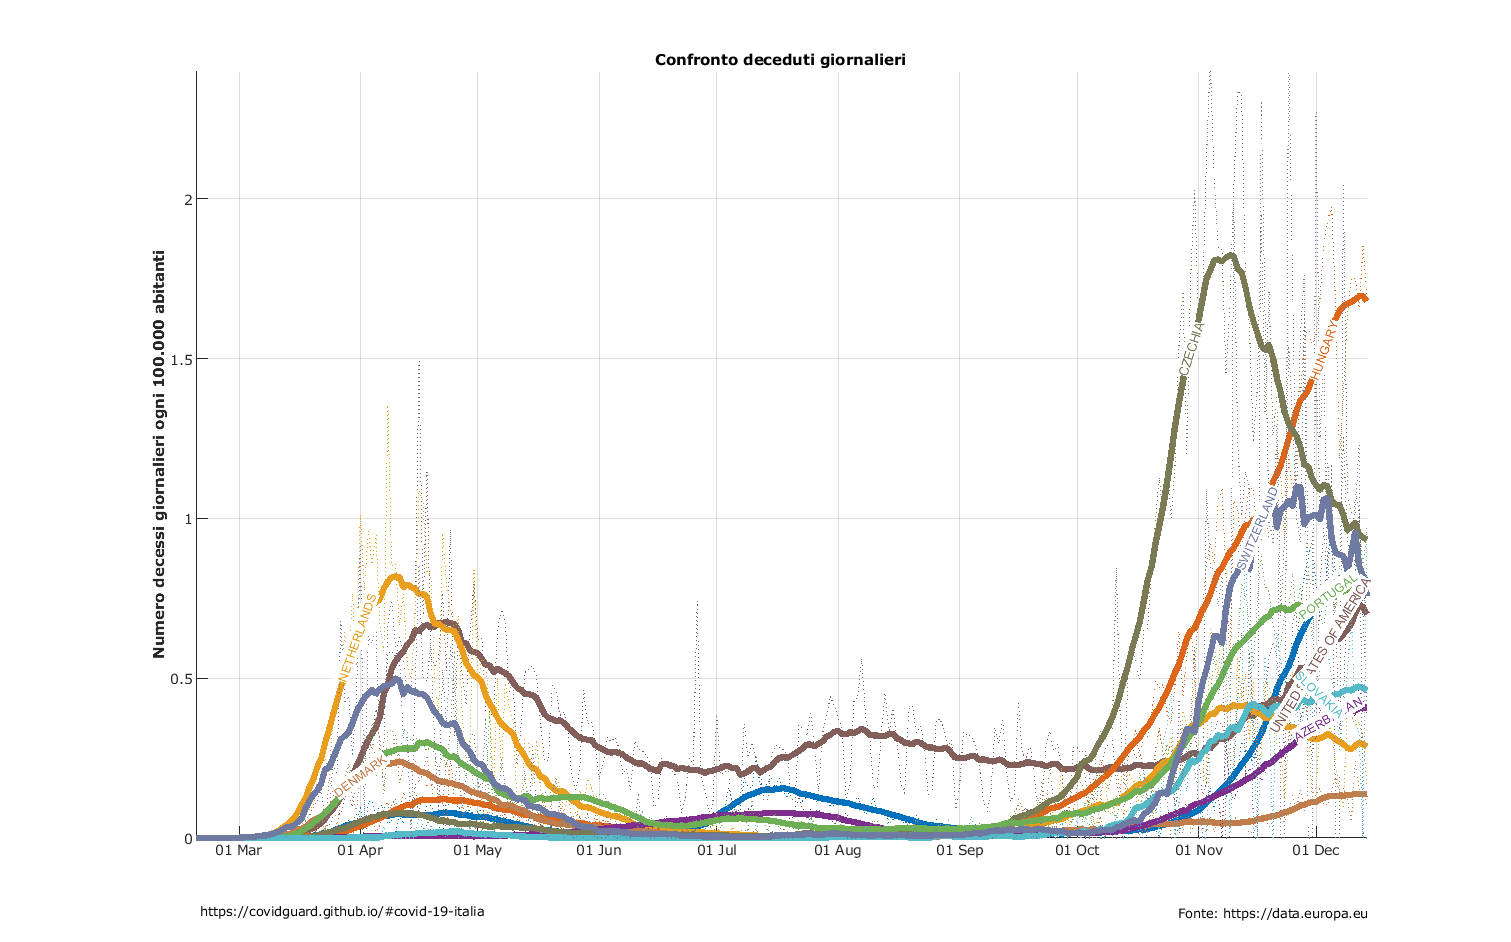 Confronto deceduti giornalieri
Numero decessi giornalieri ogni 100.000 abitanti
2
1.5
1
0.5
0
CZECHIA
HUNGARY
SWITZERLAND
NETHERLANDS
PORTUGAL
UNITED STATES OF AMERICA
SLOVAKIA
AZERB AN
DENMARK
01 Mar
01 Apr
01 May
01 Jun
01 Jul
01 Aug
01 Sep
01 Oct
01 Nov
01 Dec
https://covidguard.github.io/#covid-19-italia
Fonte: https://data.europa.eu